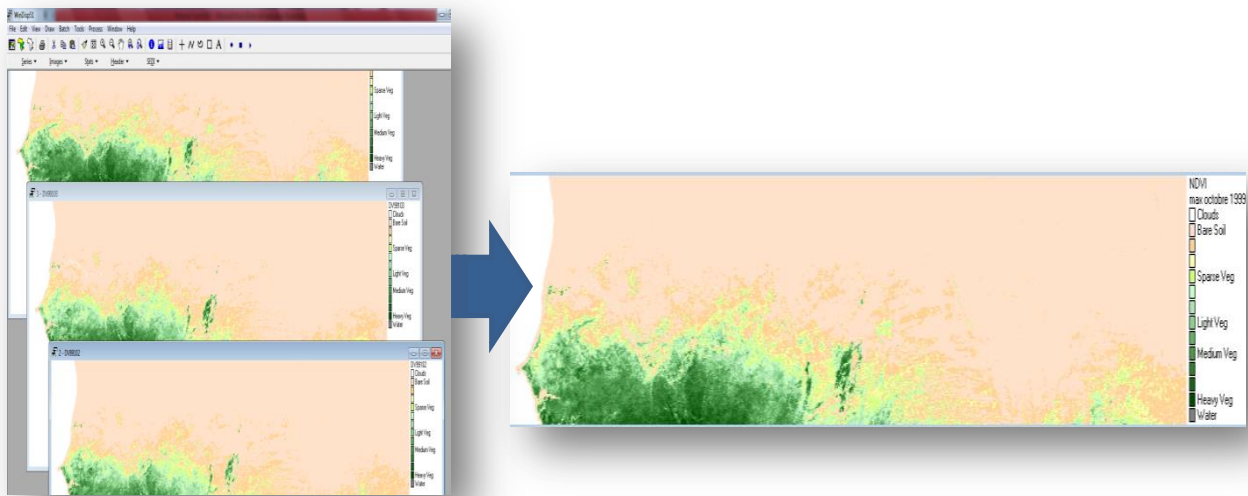 WinDisp51
File Edit View Draw Batch Tools Process Window Help
A
Series Images Stats Header SEDI
Sparse Veg
Light Veg
Medium Veg
Heavy Veg
Water
Clouds
Bare Soil
Sparse Veg
Light Veg
Medium Veg
Heavy Veg
Water
Clouds
Bare Soil
Sparse Veg
Light Veg
Medium Veg
Heavy Veg
Water
NDVI
max octobre 1999
Clouds
Bare Soil
Sparse Veg
Light Veg
Medium Veg
Heavy Veg
Water